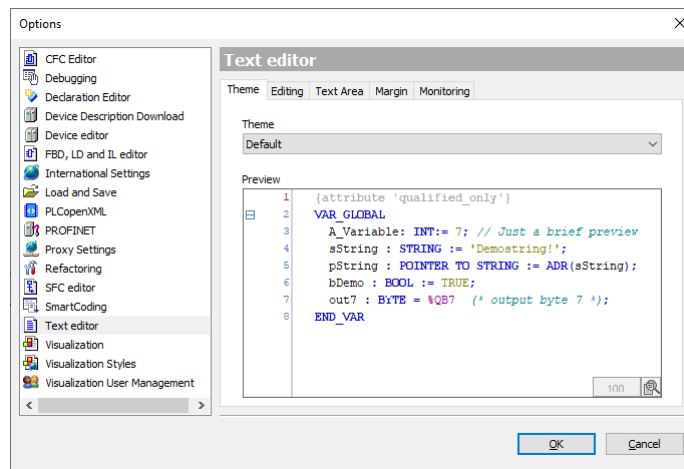 Options
CFC Editor
Debugging
Declaration Editor
Device Description Download
Device editor
FBD, LD and IL editor
International Settings
Load and Save
PLCopenXML
PROFINET
Proxy Settings
Refactoring
SFC editor
SmartCoding
Text editor
Visualization
Visualization Styles
Visualization User Management
Text editor
Theme Editing Text Area Margin Monitoring
Theme
Default
Preview
1 {attribute 'qualified_only'}
2 VAR_GLOBAL
3 A_Variable: INT:= 7; // Just a brief preview
4 sString : STRING := 'Demostring!';
5 pString : POINTER TO STRING := ADR(sString);
6 bDemo : BOOL := TRUE;
7 out7 : BYTE = %QB7 (* output byte 7 *);
8 END_VAR
100
OK Cancel